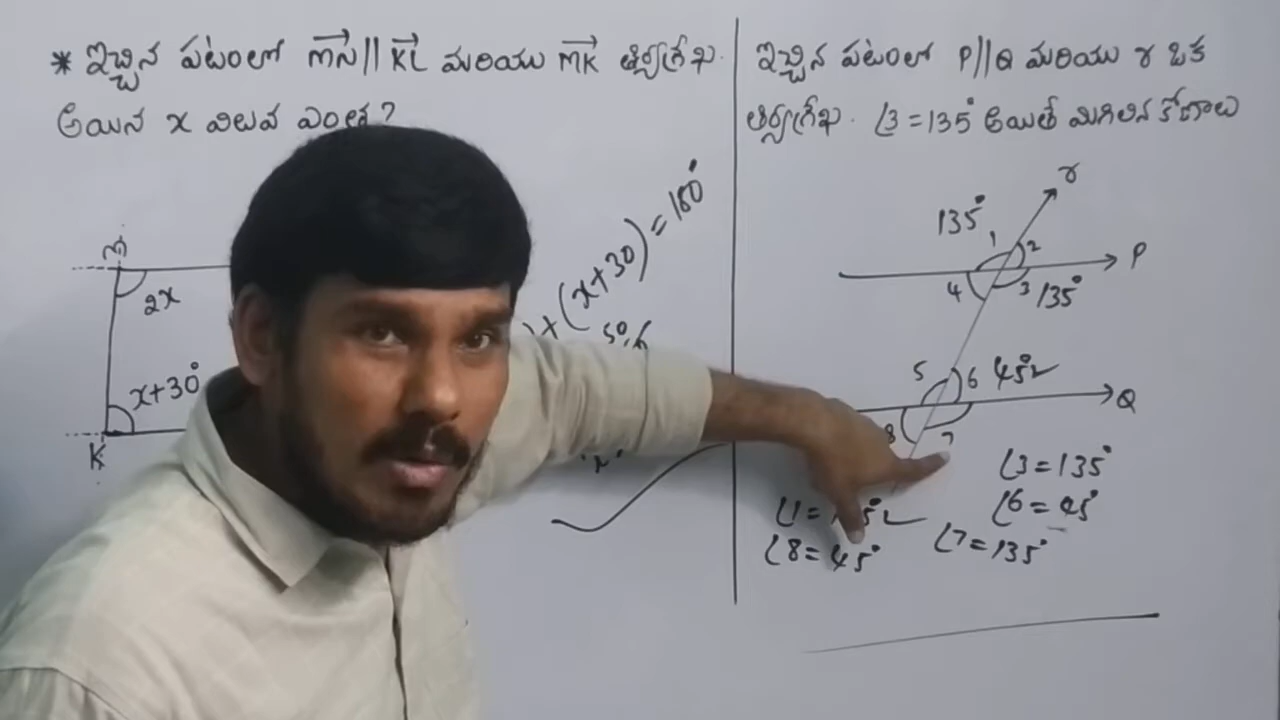 * ఇచ్చిన పటంలో MN || KL మరియు MK తిర్యగ్రేఖ.
అయిన x విలువ ఎంత?
M
2x
x+30°
K
+ (x+30) = 180°
ఇచ్చిన పటంలో P||Q మరియు r ఒక
తిర్యగ్రేఖ. ∠3 = 135° అయితే మిగిలిన కోణాలు
r
135°
1
2
P
4
3
135°
5
6
45°
Q
8
7
∠3 = 135°
∠6 = 45°
∠7 = 135°
∠8 = 45°